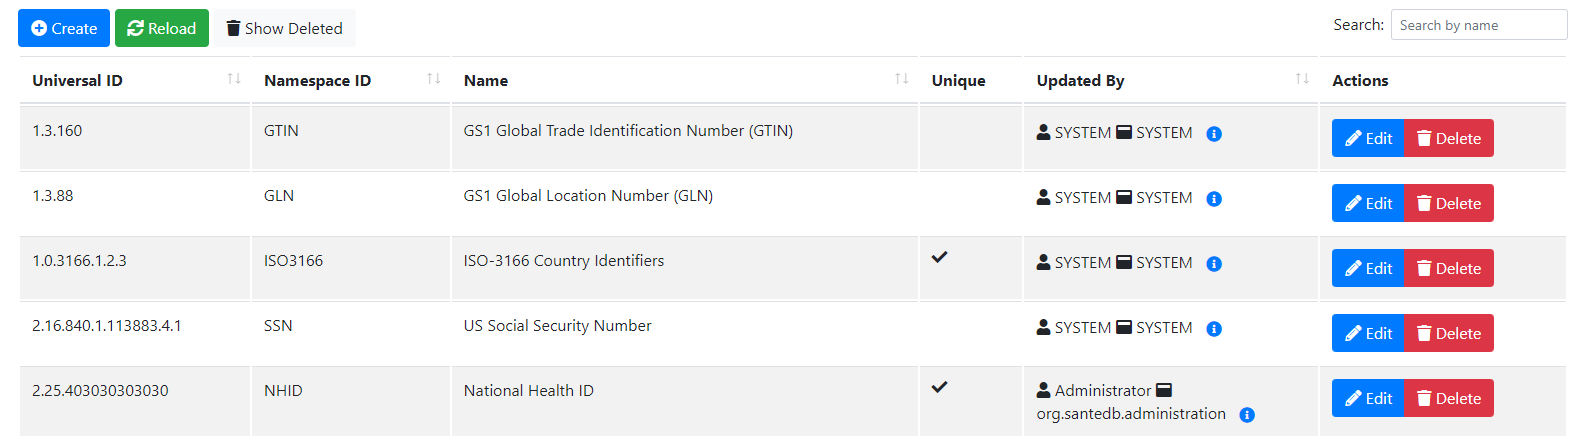 Create Reload Show Deleted Search: Search by name
Universal ID Namespace ID Name Unique Updated By Actions
1.3.160 GTIN GS1 Global Trade Identification Number (GTIN) SYSTEM SYSTEM Edit Delete
1.3.88 GLN GS1 Global Location Number (GLN) SYSTEM SYSTEM Edit Delete
1.0.3166.1.2.3 ISO3166 ISO-3166 Country Identifiers SYSTEM SYSTEM Edit Delete
2.16.840.1.113883.4.1 SSN US Social Security Number SYSTEM SYSTEM Edit Delete
2.25.403030303030 NHID National Health ID Administrator Edit Delete
org.santedb.administration